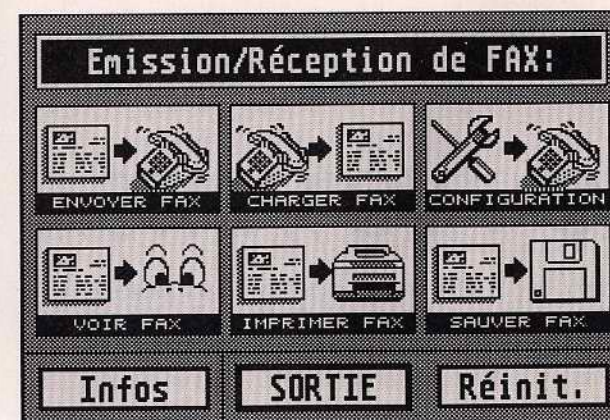 Emission/Réception de FAX:
ENVOYER FAX
CHARGER FAX
CONFIGURATION
VOIR FAX
IMPRIMER FAX
SAUVER FAX
Infos
SORTIE
Réinit.